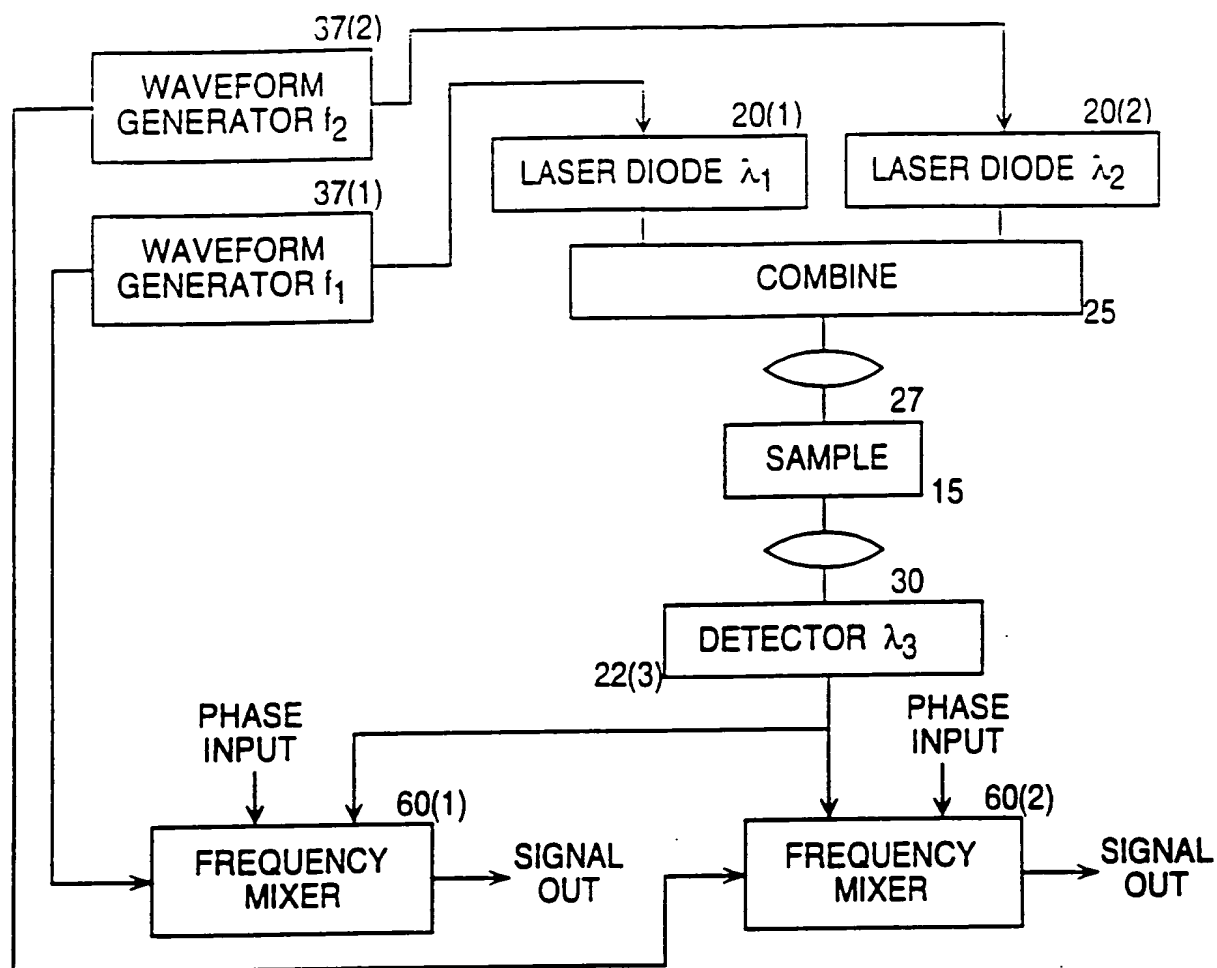 37(2)
WAVEFORM
GENERATOR f2
20(1)
20(2)
LASER DIODE λ1
LASER DIODE λ2
37(1)
WAVEFORM
GENERATOR f1
COMBINE
25
27
SAMPLE
15
30
DETECTOR λ3
22(3)
PHASE
INPUT
PHASE
INPUT
60(1)
60(2)
FREQUENCY
MIXER
SIGNAL
OUT
FREQUENCY
MIXER
SIGNAL
OUT